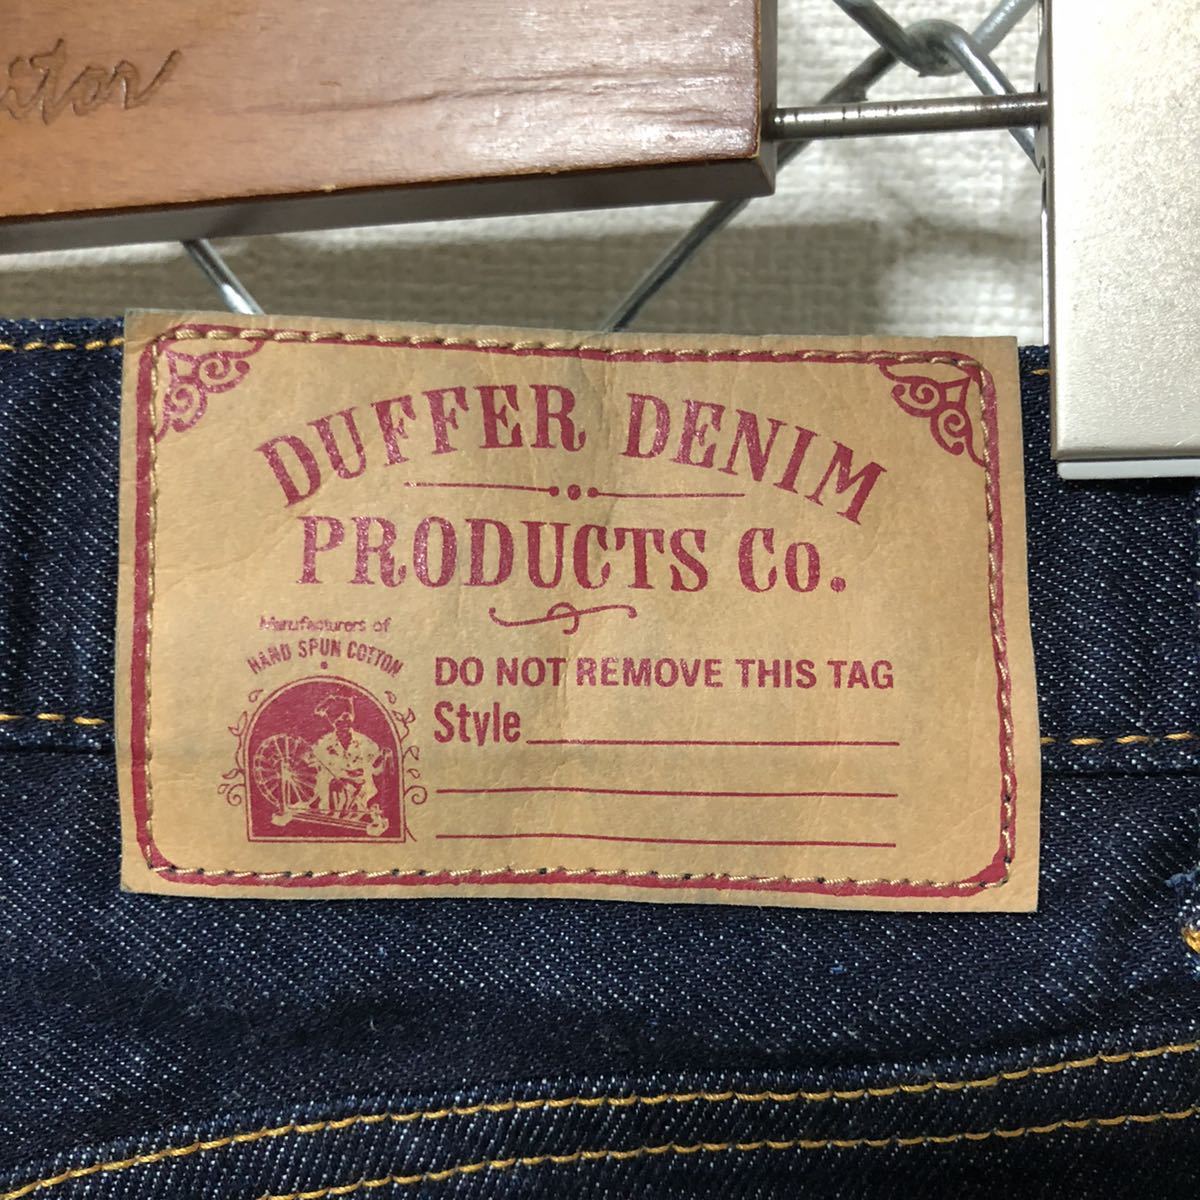 DUFFER DENIM
PRODUCTS Co.
Manufacturers of
HAND SPUN COTTON
DO NOT REMOVE THIS TAG
Style